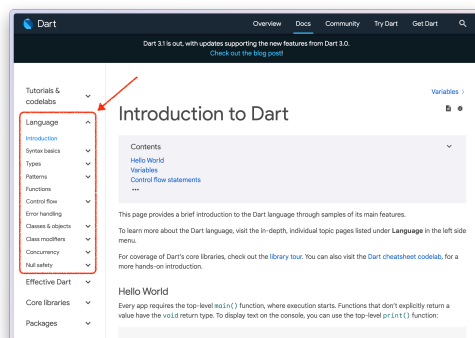 Dart
Overview Docs Community Try Dart Get Dart
Dart 3.1 is out, with updates supporting the new features from Dart 3.0.
Check out the blog post!
Tutorials &
codelabs
Language
Introduction
Syntax basics
Types
Patterns
Functions
Control flow
Error handling
Classes & objects
Class modifiers
Concurrency
Null safety
Effective Dart
Core libraries
Packages
Variables
Introduction to Dart
Contents
Hello World
Variables
Control flow statements
•••
This page provides a brief introduction to the Dart language through samples of its main features.
To learn more about the Dart language, visit the in-depth, individual topic pages listed under Language in the left side
menu.
For coverage of Dart's core libraries, check out the library tour. You can also visit the Dart cheatsheet codelab, for a
more hands-on introduction.
Hello World
Every app requires the top-level main() function, where execution starts. Functions that don't explicitly return a
value have the void return type. To display text on the console, you can use the top-level print() function: